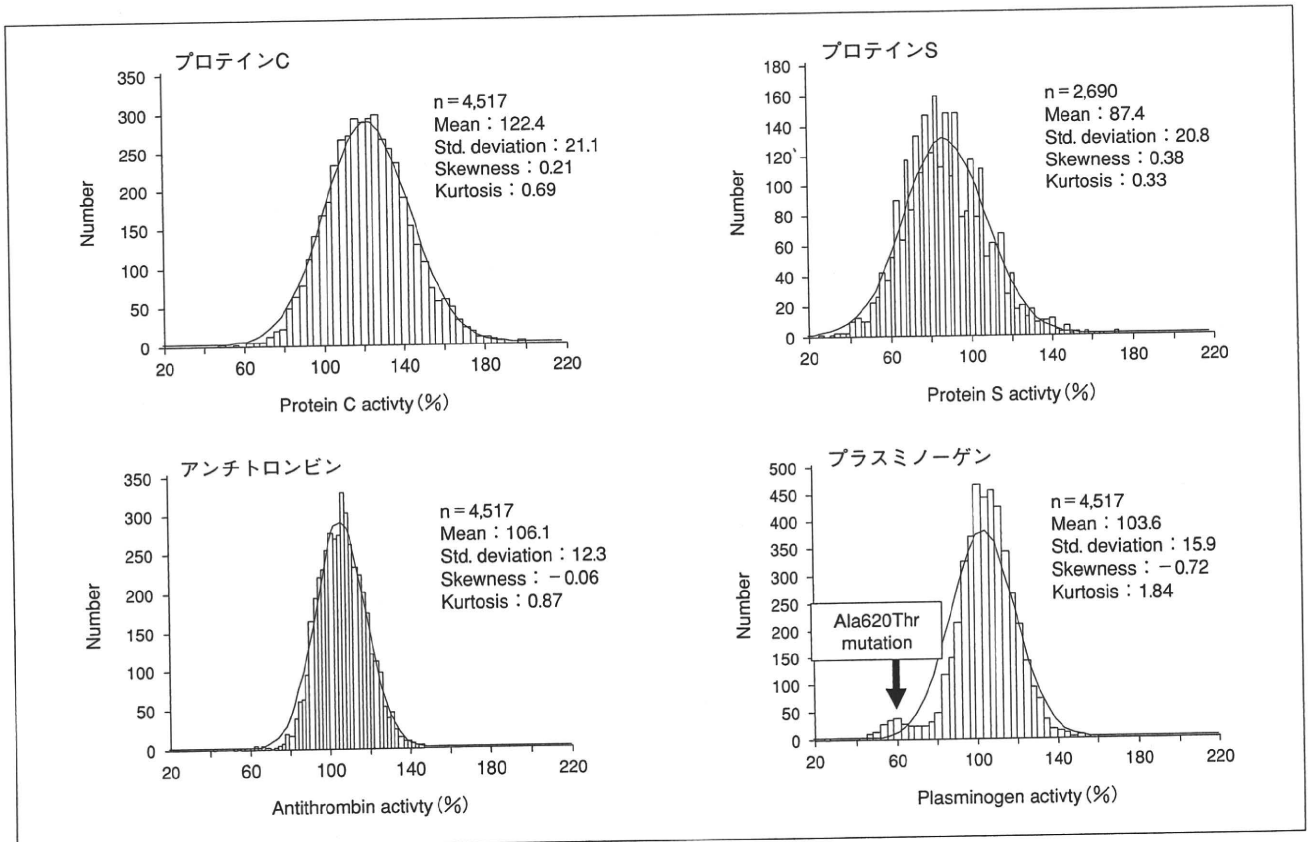 プロテインC
350
300
250
200
150
100
50
0
Number
n=4,517
Mean:122.4
Std. deviation:21.1
Skewness:0.21
Kurtosis:0.69
20 60 100 140 180 220
Protein C activty(%)
プロテインS
180
160
140
120
100
80
60
40
20
0
Number
n=2,690
Mean:87.4
Std. deviation:20.8
Skewness:0.38
Kurtosis:0.33
20 60 100 140 180 220
Protein S activty(%)
アンチトロンビン
350
300
250
200
150
100
50
0
Number
n=4,517
Mean:106.1
Std. deviation:12.3
Skewness:−0.06
Kurtosis:0.87
20 60 100 140 180 220
Antithrombin activty(%)
プラスミノーゲン
500
450
400
350
300
250
200
150
100
50
0
Number
n=4,517
Mean:103.6
Std. deviation:15.9
Skewness:−0.72
Kurtosis:1.84
Ala620Thr
mutation
20 60 100 140 180 220
Plasminogen activty(%)